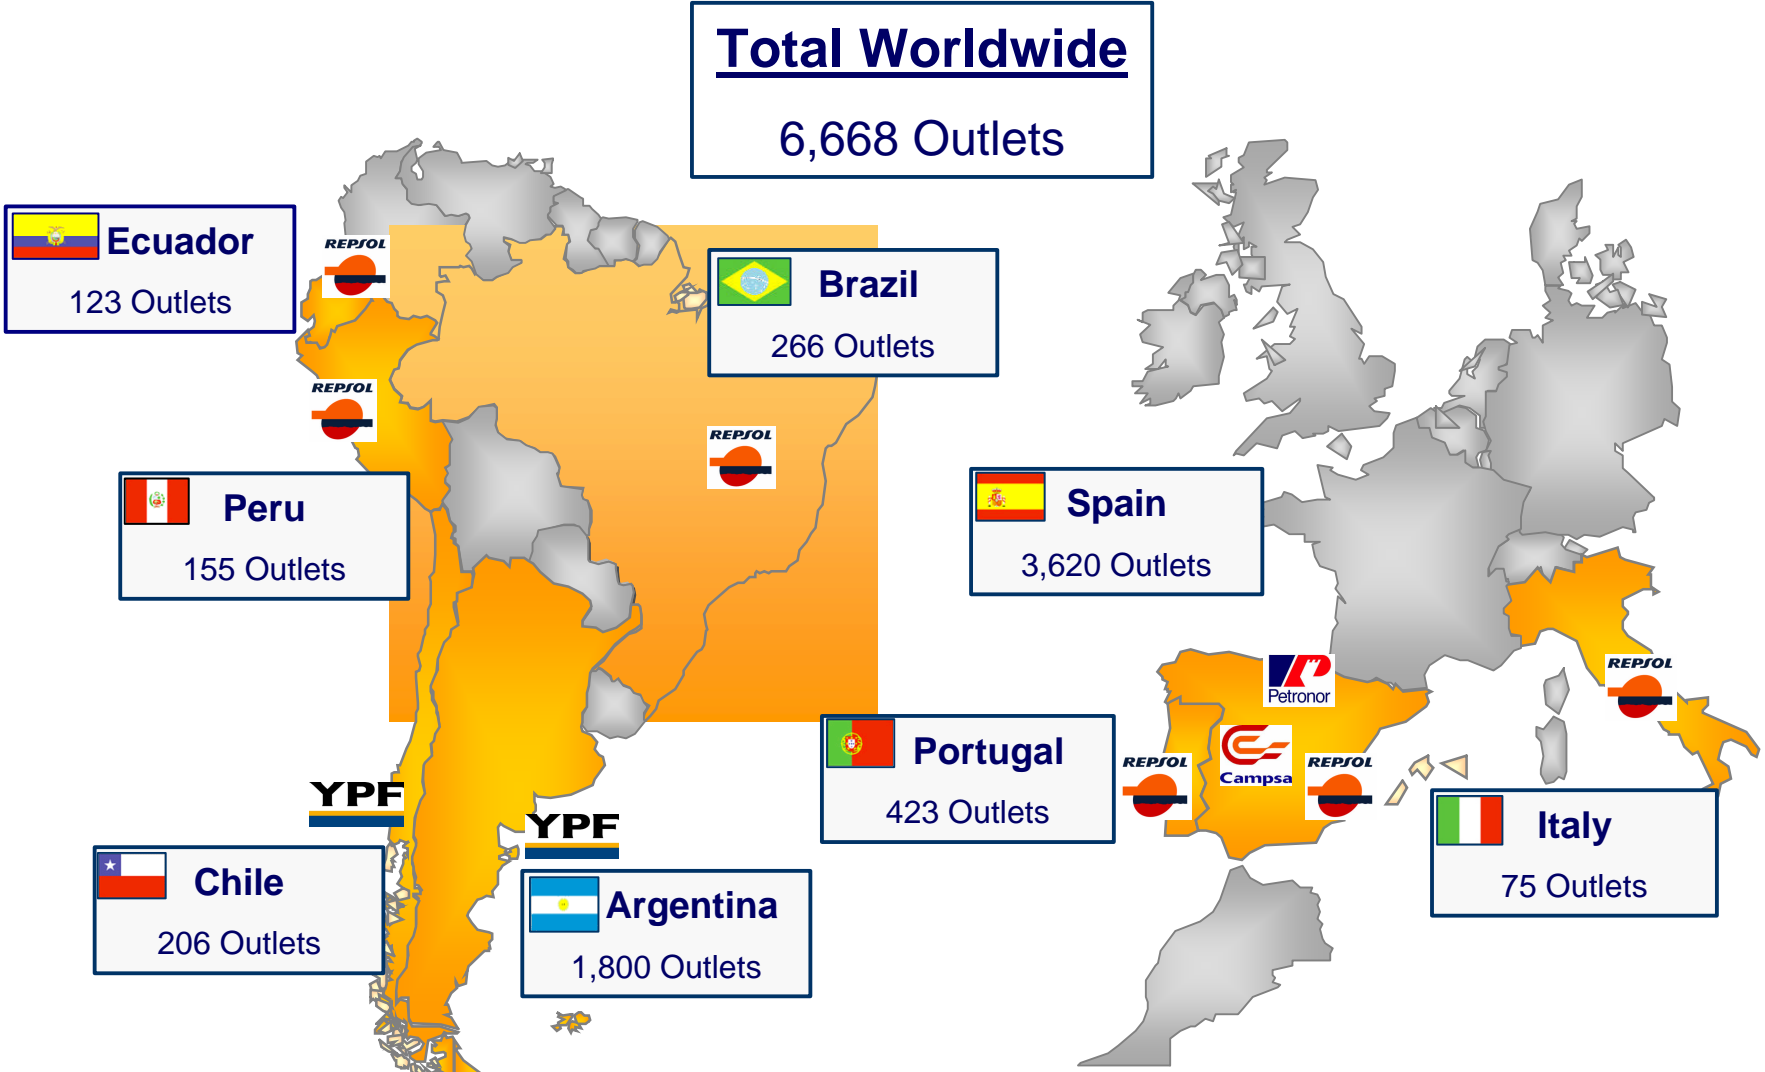 Total Worldwide
6,668 Outlets
Ecuador
123 Outlets
REPSOL
Brazil
266 Outlets
REPSOL
REPSOL
Peru
155 Outlets
Spain
3,620 Outlets
Petronor
REPSOL
Portugal
423 Outlets
REPSOL
Campsa
REPSOL
YPF
YPF
Italy
75 Outlets
Chile
206 Outlets
Argentina
1,800 Outlets